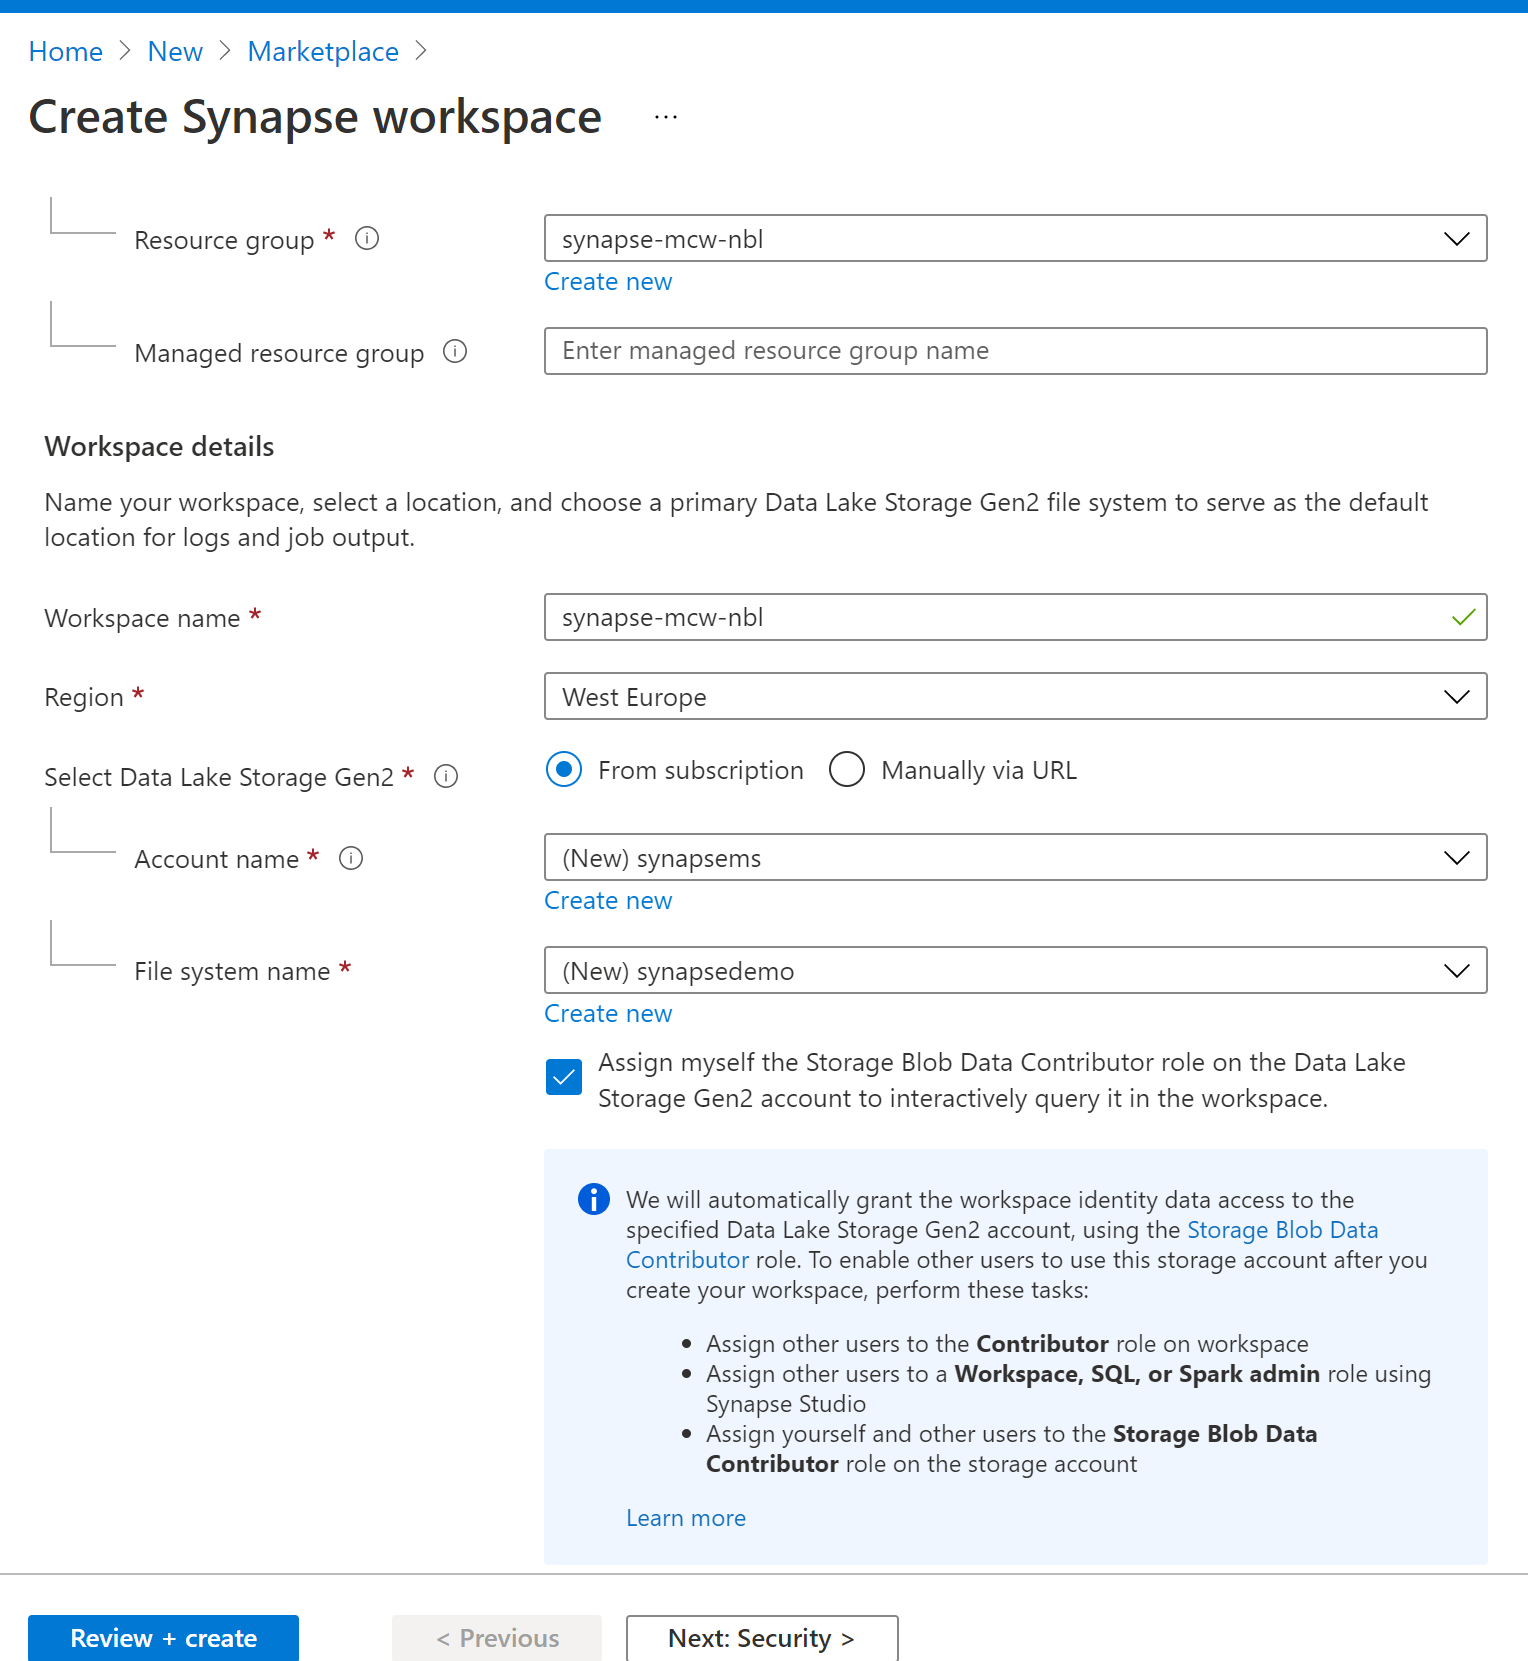 Home > New > Marketplace >
Create Synapse workspace ...
Resource group *
synapse-mcw-nbl
Create new
Managed resource group
Enter managed resource group name
Workspace details
Name your workspace, select a location, and choose a primary Data Lake Storage Gen2 file system to serve as the default
location for logs and job output.
Workspace name *
synapse-mcw-nbl
Region *
West Europe
Select Data Lake Storage Gen2 *
From subscription
Manually via URL
Account name *
(New) synapsems
Create new
File system name *
(New) synapsedemo
Create new
Assign myself the Storage Blob Data Contributor role on the Data Lake
Storage Gen2 account to interactively query it in the workspace.
We will automatically grant the workspace identity data access to the
specified Data Lake Storage Gen2 account, using the Storage Blob Data
Contributor role. To enable other users to use this storage account after you
create your workspace, perform these tasks:
• Assign other users to the Contributor role on workspace
• Assign other users to a Workspace, SQL, or Spark admin role using
Synapse Studio
• Assign yourself and other users to the Storage Blob Data
Contributor role on the storage account
Learn more
Review + create
< Previous
Next: Security >